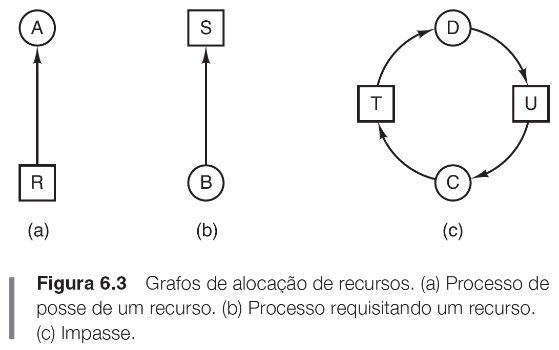 A
S
D
T
U
R
B
C
(a)
(b)
(c)
Figura 6.3 Grafos de alocação de recursos. (a) Processo de
posse de um recurso. (b) Processo requisitando um recurso.
(c) Impasse.